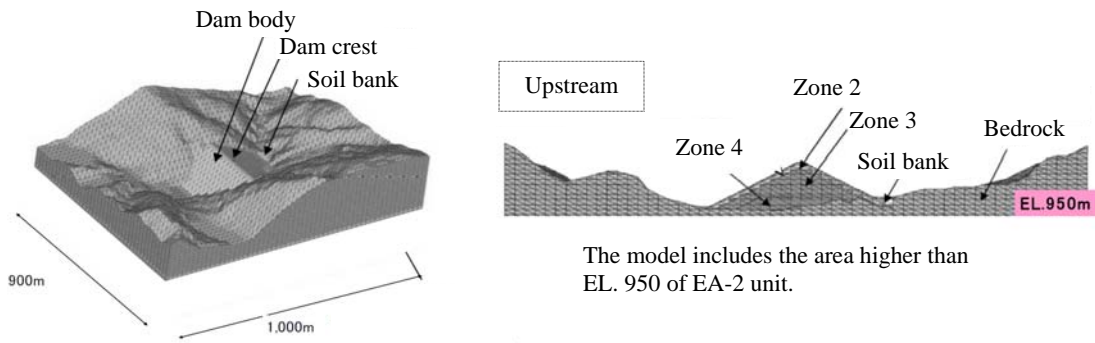 Dam body
Dam crest
Soil bank
900m
1,000m
Upstream
Zone 2
Zone 3
Zone 4
Soil bank
Bedrock
EL.950m
The model includes the area higher than
EL. 950 of EA-2 unit.